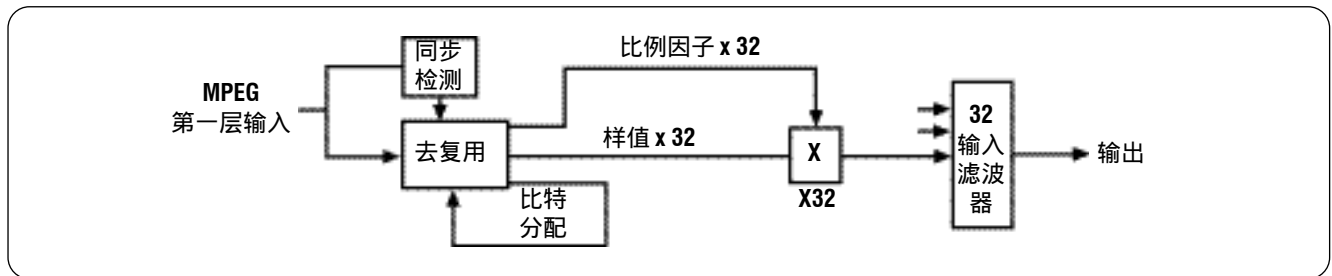 同步
检测
比例因子 x 32
MPEG
第一层输入
去复用
样值 x 32
X
X32
比特
分配
32
输入
滤波
器
输出